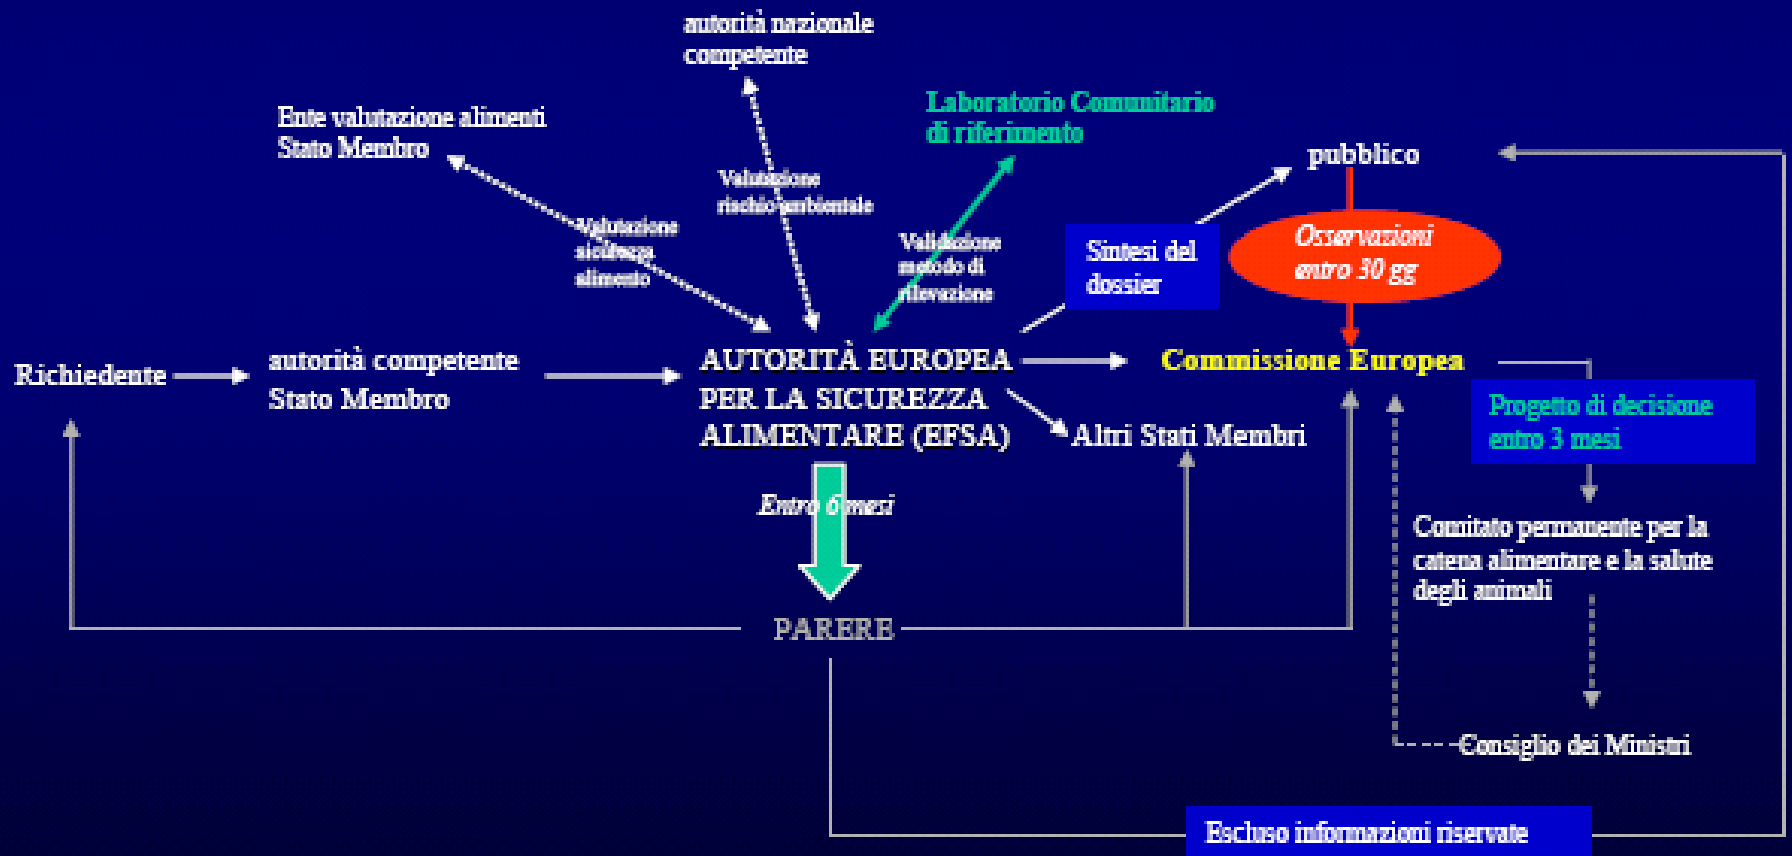 autorità nazionale
competente
Ente valutazione alimenti
Stato Membro
Laboratorio Comunitario
di riferimento
pubblico
Valutazione
rischio ambientale
Valutazione
sicurezza
alimento
Validazione
metodo di
rilevazione
Sintesi del
dossier
Osservazioni
entro 30 gg
Richiedente
autorità competente
Stato Membro
AUTORITÀ EUROPEA
PER LA SICUREZZA
ALIMENTARE (EFSA)
Commissione Europea
Altri Stati Membri
Progetto di decisione
entro 3 mesi
Entro 6 mesi
Comitato permanente per la
catena alimentare e la salute
degli animali
PARERE
Consiglio dei Ministri
Escluso informazioni riservate